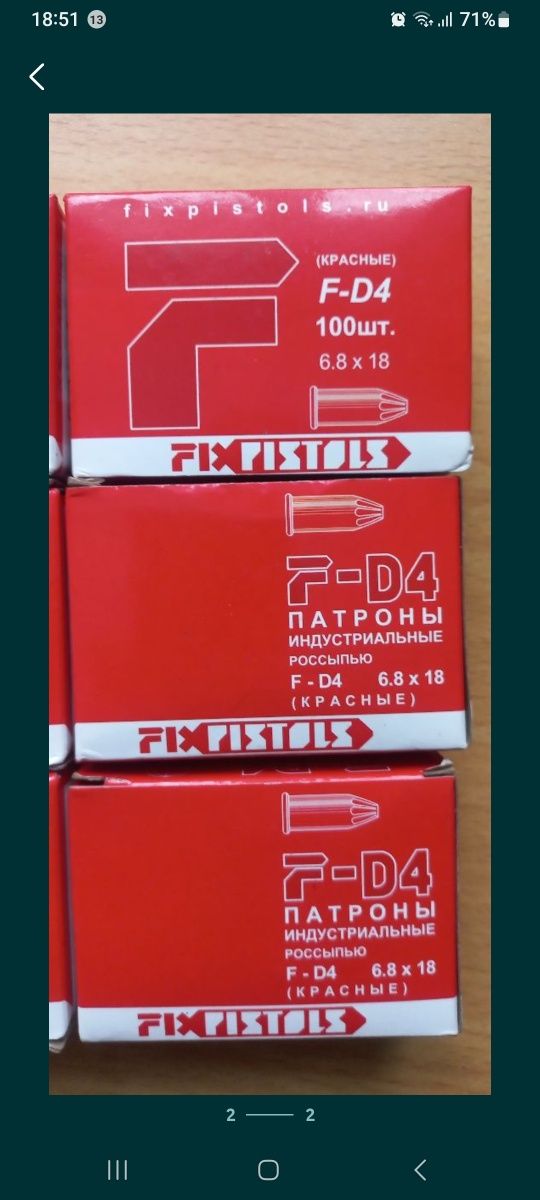 18:51 13 71%
fixpistols.ru
(КРАСНЫЕ)
F-D4
100шт.
6.8 x 18
FIXPISTOLS
F-D4
ПАТРОНЫ
ИНДУСТРИАЛЬНЫЕ
РОССЫПЬЮ
F - D4 6.8 x 18
(КРАСНЫЕ)
FIXPISTOLS
F-D4
ПАТРОНЫ
ИНДУСТРИАЛЬНЫЕ
РОССЫПЬЮ
F - D4 6.8 x 18
(КРАСНЫЕ)
FIXPISTOLS
2 2